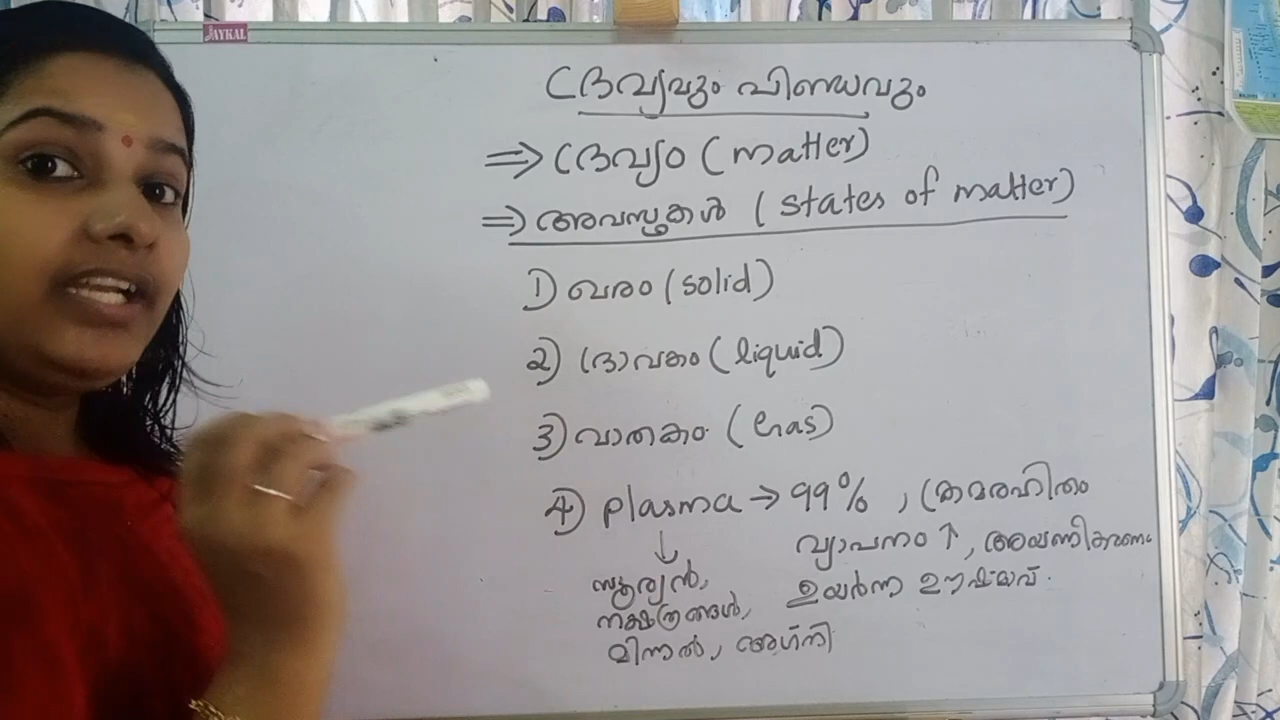 JAYKAL
ദ്രവ്യവും പിണ്ഡവും
⇒ ദ്രവ്യം (matter)
⇒ അവസ്ഥകൾ (states of matter)
1) ഖരം (solid)
2) ദ്രാവകം (liquid)
3) വാതകം (Gas)
4) plasma → 99% , ക്രമരഹിതം
വ്യാപനം ↑, അയണീകരണം
ഉയർന്ന ഊഷ്മാവ്.
↓
സൂര്യൻ,
നക്ഷത്രങ്ങൾ,
മിന്നൽ, അഗ്നി